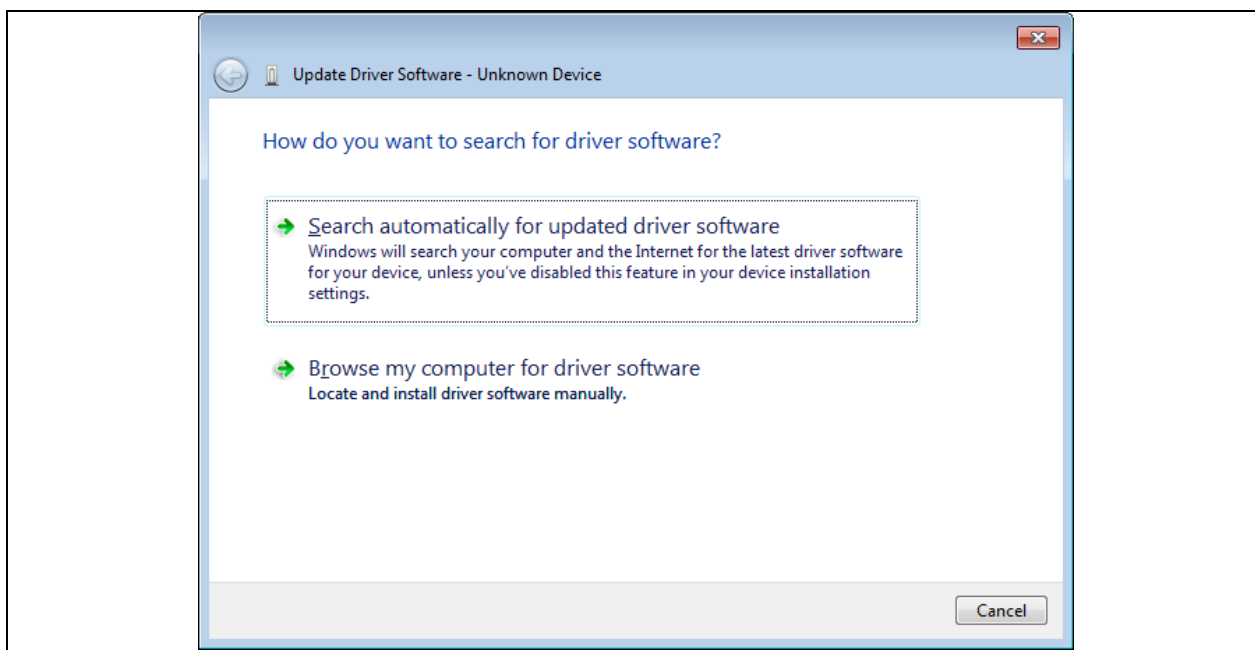 Update Driver Software - Unknown Device
How do you want to search for driver software?
Search automatically for updated driver software
Windows will search your computer and the Internet for the latest driver software
for your device, unless you've disabled this feature in your device installation
settings.
Browse my computer for driver software
Locate and install driver software manually.
Cancel